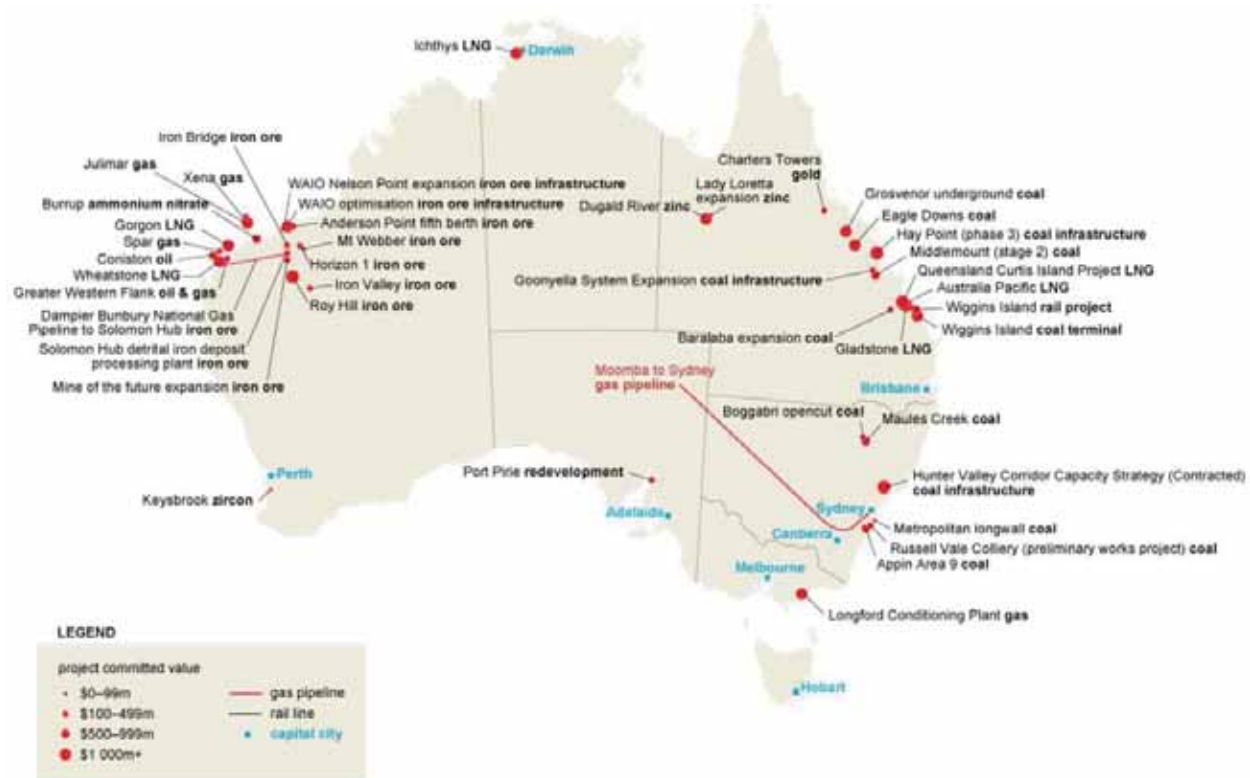 Ichthys LNG
Darwin
Iron Bridge iron ore
Julimar gas
Xena gas
WAIO Nelson Point expansion iron ore infrastructure
Burrup ammonium nitrate
WAIO optimisation iron ore infrastructure
Gorgon LNG
Anderson Point fifth berth iron ore
Spar gas
Mt Webber iron ore
Coniston oil
Horizon 1 iron ore
Wheatstone LNG
Iron Valley iron ore
Greater Western Flank oil & gas
Roy Hill iron ore
Dampier Bunbury National Gas
Pipeline to Solomon Hub iron ore
Solomon Hub detrital iron deposit
processing plant iron ore
Mine of the future expansion iron ore
Charters Towers
gold
Lady Loretta
expansion zinc
Dugald River zinc
Grosvenor underground coal
Eagle Downs coal
Hay Point (phase 3) coal infrastructure
Middlemount (stage 2) coal
Goonyella System Expansion coal infrastructure
Queensland Curtis Island Project LNG
Australia Pacific LNG
Wiggins Island rail project
Wiggins Island coal terminal
Baralaba expansion coal
Gladstone LNG
Moomba to Sydney
gas pipeline
Brisbane
Boggabri opencut coal
Maules Creek coal
Perth
Keysbrook zircon
Port Pirie redevelopment
Adelaide
Hunter Valley Corridor Capacity Strategy (Contracted)
coal infrastructure
Sydney
Metropolitan longwall coal
Canberra
Russell Vale Colliery (preliminary works project) coal
Appin Area 9 coal
Melbourne
Longford Conditioning Plant gas
Hobart
LEGEND
project committed value
$0–99m
$100–499m
$500–999m
$1 000m+
gas pipeline
rail line
capital city